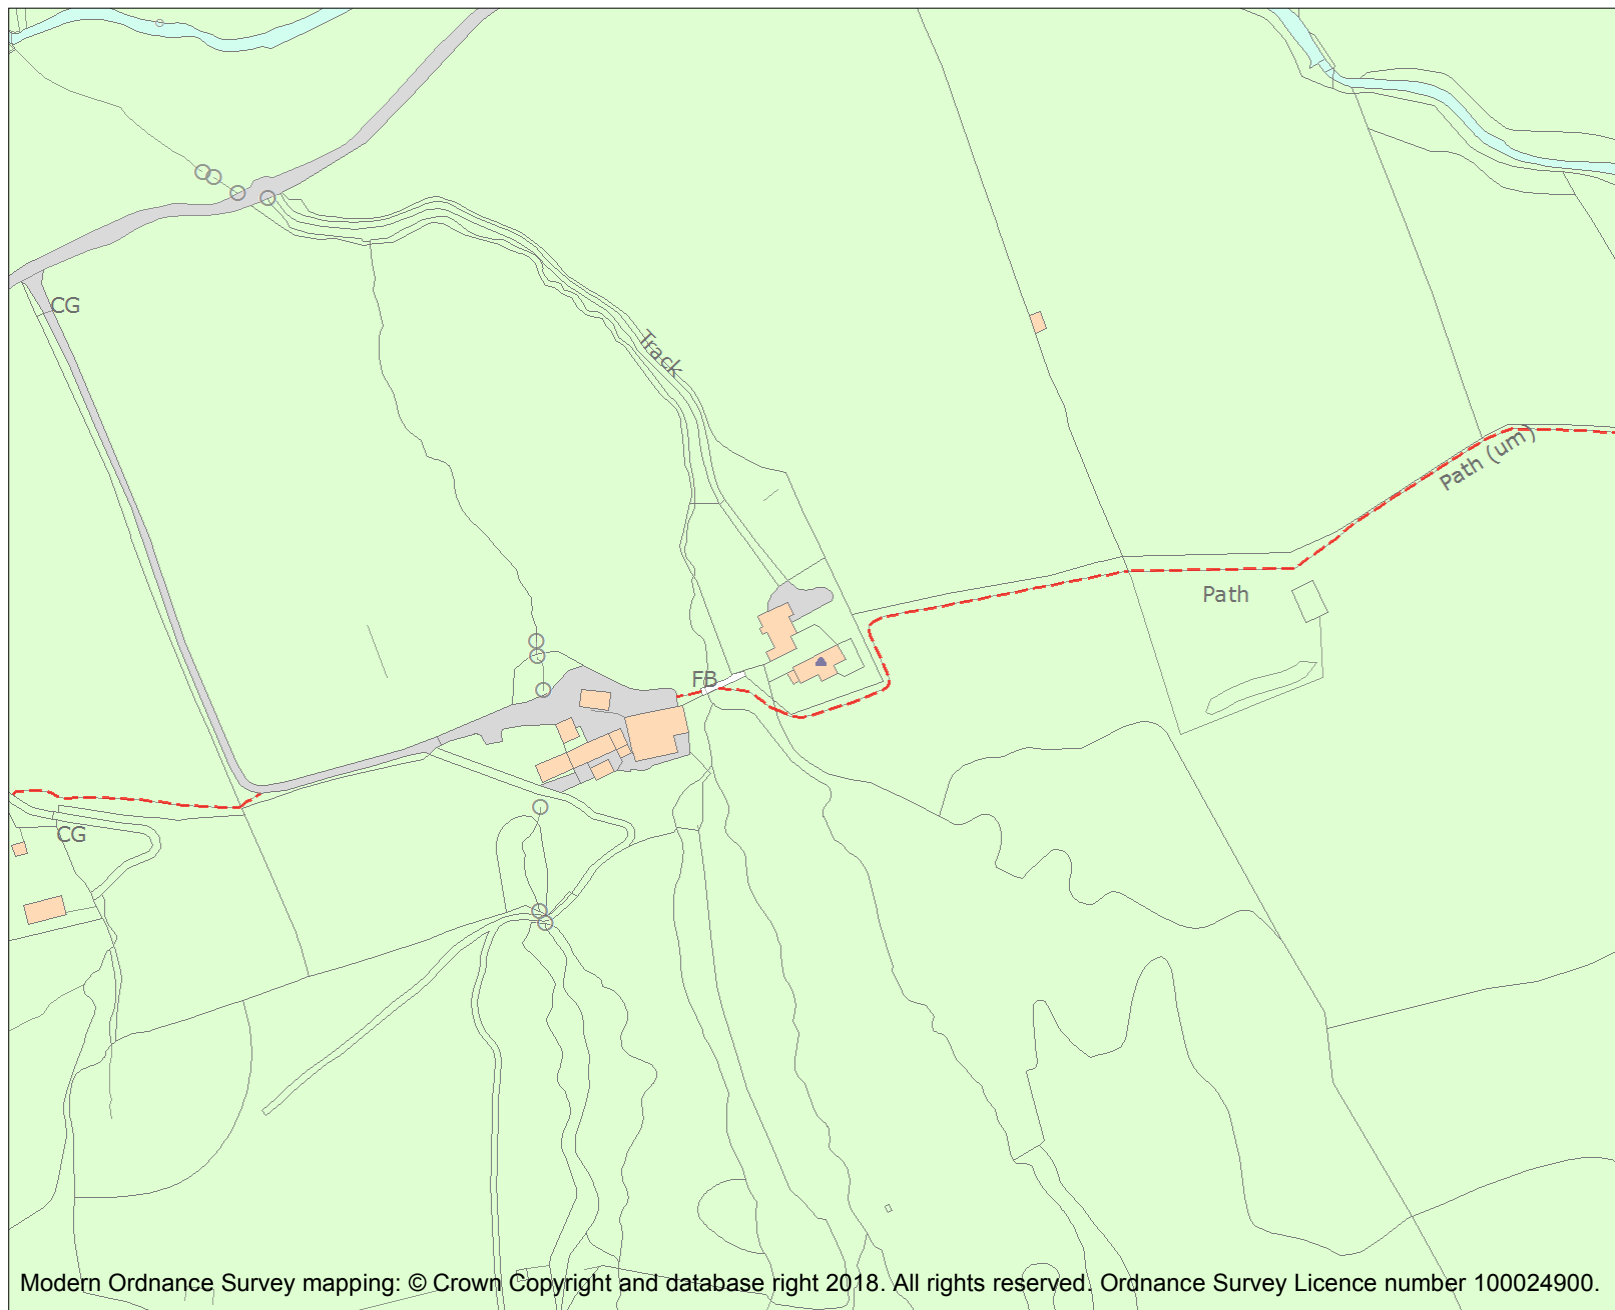 CG
Track
Path (um)
Path
FB
CG
Modern Ordnance Survey mapping: © Crown Copyright and database right 2018. All rights reserved. Ordnance Survey Licence number 100024900.